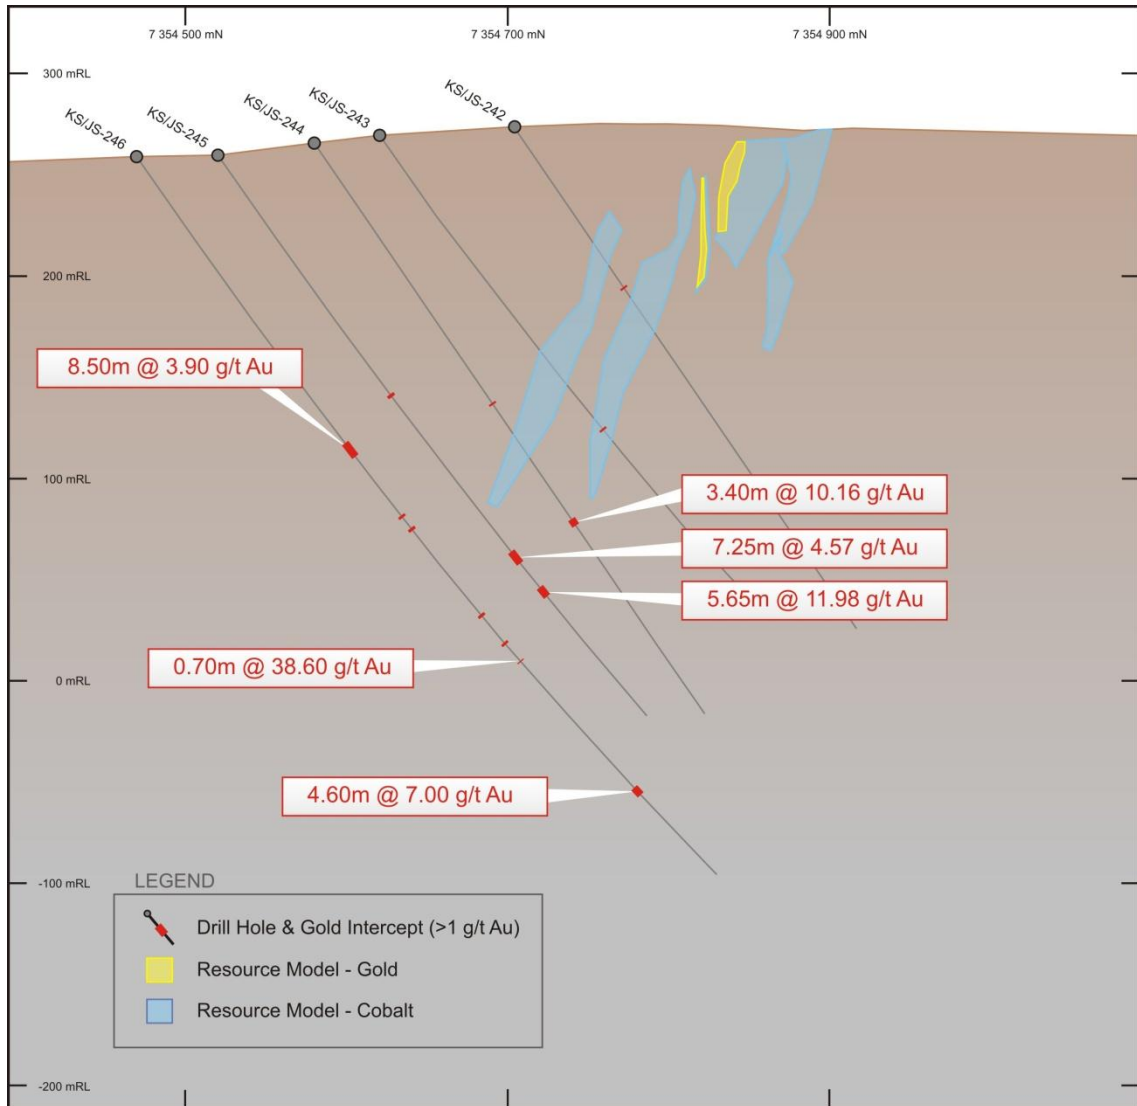 7 354 500 mN
7 354 700 mN
7 354 900 mN
300 mRL
KS/JS-246
KS/JS-245
KS/JS-244
KS/JS-243
KS/JS-242
200 mRL
8.50m @ 3.90 g/t Au
100 mRL
3.40m @ 10.16 g/t Au
7.25m @ 4.57 g/t Au
5.65m @ 11.98 g/t Au
0.70m @ 38.60 g/t Au
0 mRL
4.60m @ 7.00 g/t Au
-100 mRL
LEGEND
Drill Hole & Gold Intercept (>1 g/t Au)
Resource Model - Gold
Resource Model - Cobalt
-200 mRL